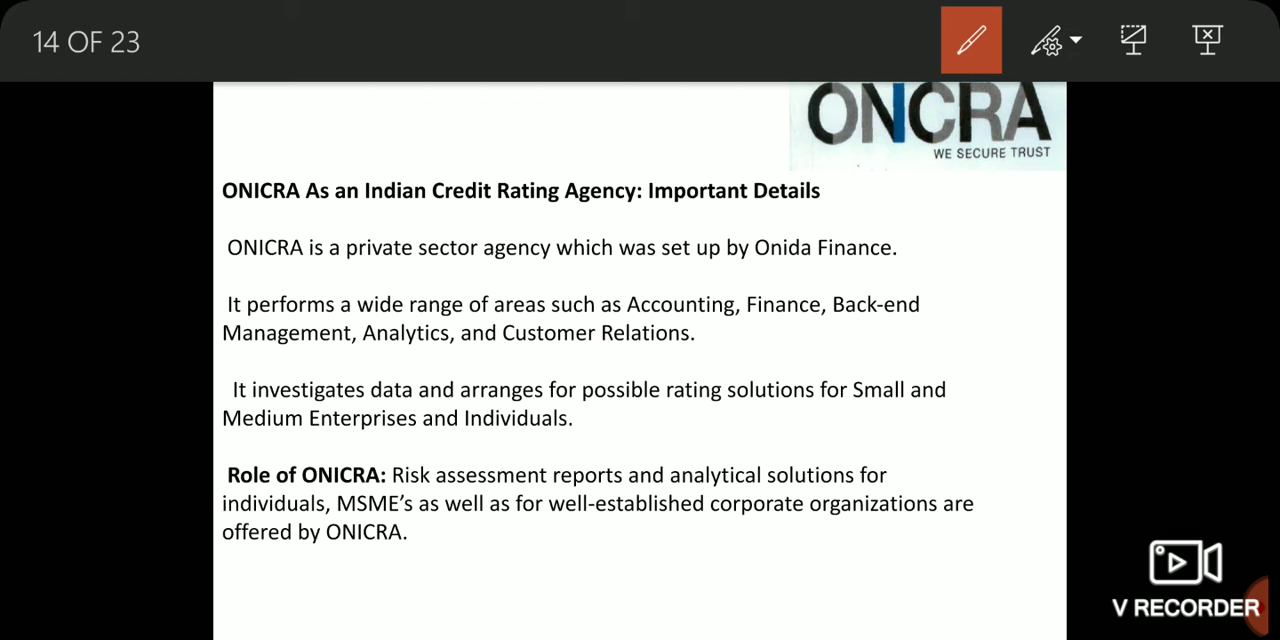 14 OF 23
ONICRA
WE SECURE TRUST
ONICRA As an Indian Credit Rating Agency: Important Details
ONICRA is a private sector agency which was set up by Onida Finance.
It performs a wide range of areas such as Accounting, Finance, Back-end
Management, Analytics, and Customer Relations.
It investigates data and arranges for possible rating solutions for Small and
Medium Enterprises and Individuals.
Role of ONICRA: Risk assessment reports and analytical solutions for
individuals, MSME’s as well as for well-established corporate organizations are
offered by ONICRA.
V RECORDER